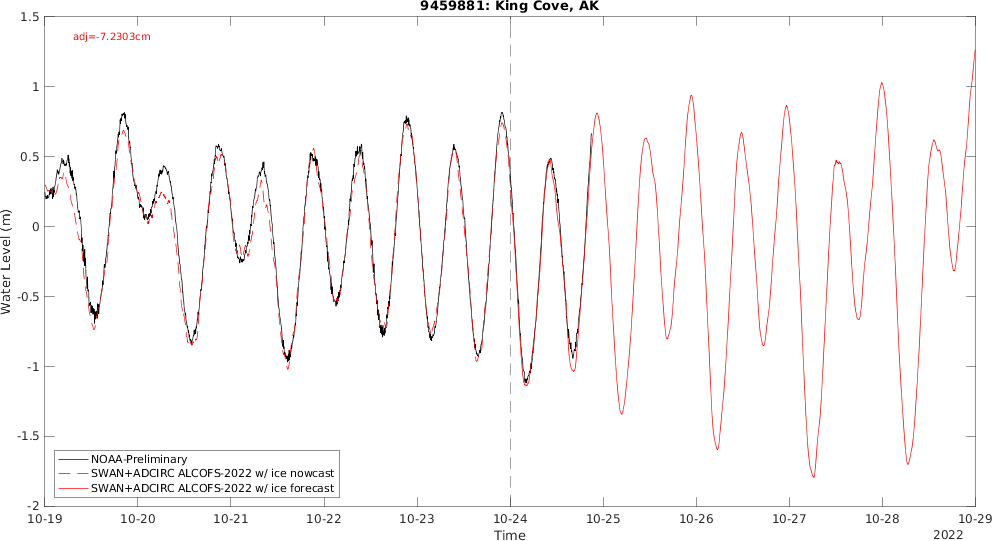 9459881: King Cove, AK
adj=-7.2303cm
1.5
1
0.5
0
-0.5
-1
-1.5
-2
Water Level (m)
NOAA-Preliminary
SWAN+ADCIRC ALCOFS-2022 w/ ice nowcast
SWAN+ADCIRC ALCOFS-2022 w/ ice forecast
10-19 10-20 10-21 10-22 10-23 10-24 10-25 10-26 10-27 10-28 10-29
Time
2022